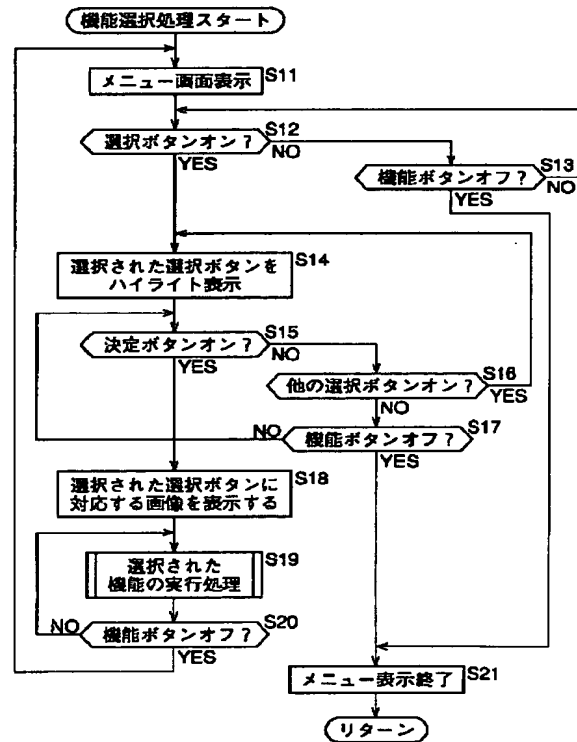 機能選択処理スタート
メニュー画面表示
S11
選択ボタンオン？
S12
NO
YES
機能ボタンオフ？
S13
NO
YES
選択された選択ボタンを
ハイライト表示
S14
決定ボタンオン？
S15
NO
YES
他の選択ボタンオン？
S16
YES
NO
機能ボタンオフ？
S17
NO
YES
選択された選択ボタンに
対応する画像を表示する
S18
選択された
機能の実行処理
S19
機能ボタンオフ？
S20
NO
YES
メニュー表示終了
S21
リターン